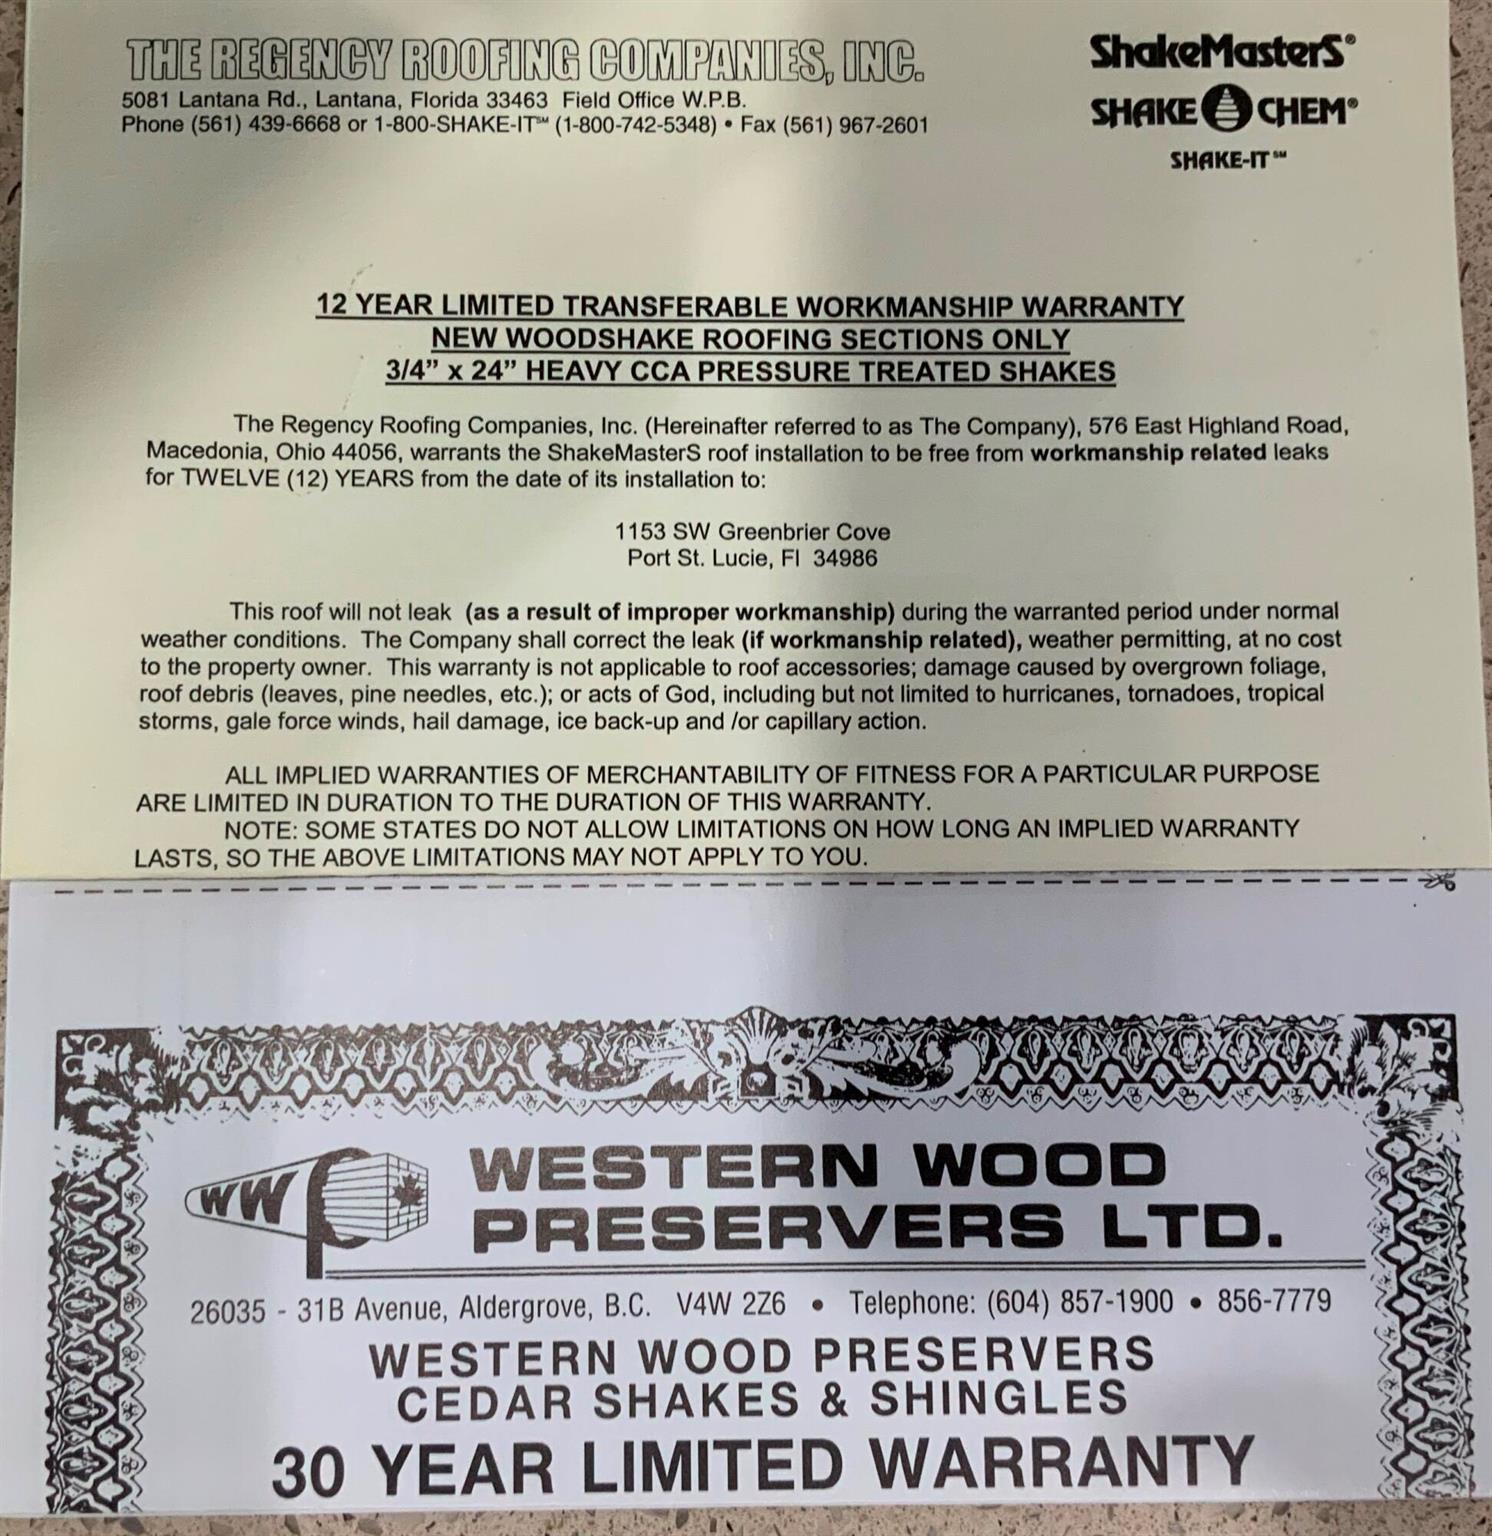 THE REGENCY ROOFING COMPANIES, INC.
5081 Lantana Rd., Lantana, Florida 33463 Field Office W.P.B.
Phone (561) 439-6668 or 1-800-SHAKE-IT℠ (1-800-742-5348) • Fax (561) 967-2601
ShakeMasterS®
SHAKE CHEM®
SHAKE-IT℠
12 YEAR LIMITED TRANSFERABLE WORKMANSHIP WARRANTY
NEW WOODSHAKE ROOFING SECTIONS ONLY
3/4” x 24” HEAVY CCA PRESSURE TREATED SHAKES
The Regency Roofing Companies, Inc. (Hereinafter referred to as The Company), 576 East Highland Road,
Macedonia, Ohio 44056, warrants the ShakeMasterS roof installation to be free from workmanship related leaks
for TWELVE (12) YEARS from the date of its installation to:
1153 SW Greenbrier Cove
Port St. Lucie, Fl 34986
This roof will not leak (as a result of improper workmanship) during the warranted period under normal
weather conditions. The Company shall correct the leak (if workmanship related), weather permitting, at no cost
to the property owner. This warranty is not applicable to roof accessories; damage caused by overgrown foliage,
roof debris (leaves, pine needles, etc.); or acts of God, including but not limited to hurricanes, tornadoes, tropical
storms, gale force winds, hail damage, ice back-up and /or capillary action.
ALL IMPLIED WARRANTIES OF MERCHANTABILITY OF FITNESS FOR A PARTICULAR PURPOSE
ARE LIMITED IN DURATION TO THE DURATION OF THIS WARRANTY.
NOTE: SOME STATES DO NOT ALLOW LIMITATIONS ON HOW LONG AN IMPLIED WARRANTY
LASTS, SO THE ABOVE LIMITATIONS MAY NOT APPLY TO YOU.
WWP
WESTERN WOOD
PRESERVERS LTD.
26035 - 31B Avenue, Aldergrove, B.C. V4W 2Z6 • Telephone: (604) 857-1900 • 856-7779
WESTERN WOOD PRESERVERS
CEDAR SHAKES & SHINGLES
30 YEAR LIMITED WARRANTY